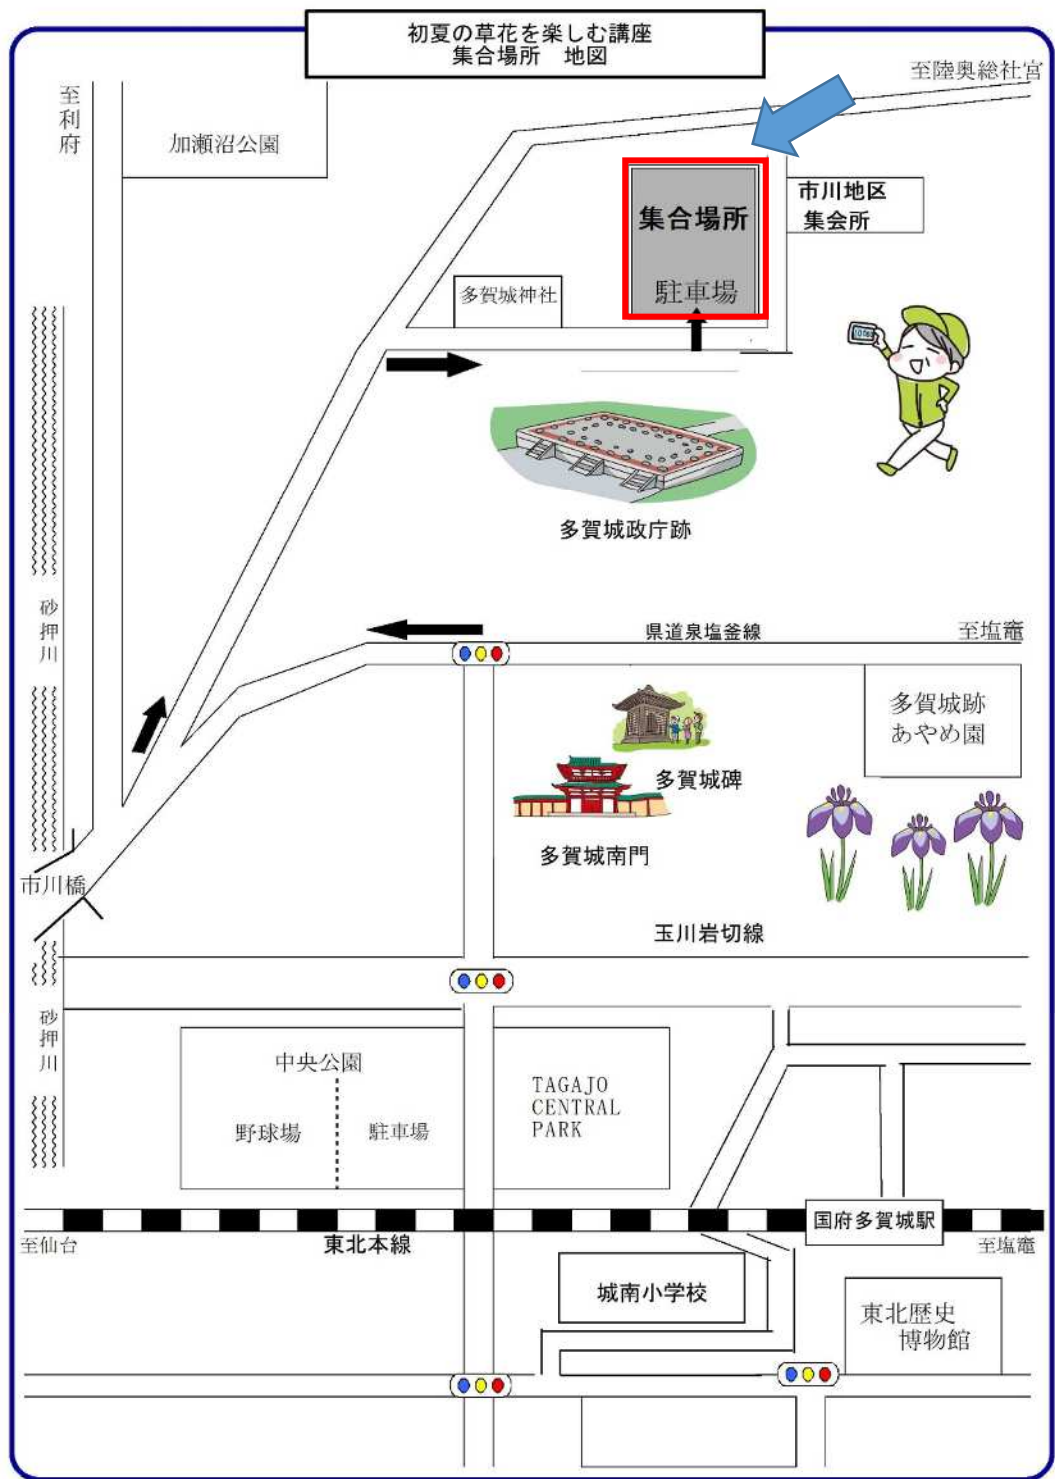 初夏の草花を楽しむ講座
集合場所　地図
至陸奥総社宮
至利府
加瀬沼公園
集合場所
駐車場
市川地区
集会所
多賀城神社
多賀城政庁跡
砂押川
県道泉塩釜線
至塩竈
多賀城跡
あやめ園
多賀城碑
多賀城南門
市川橋
玉川岩切線
砂押川
中央公園
野球場
駐車場
TAGAJO
CENTRAL
PARK
国府多賀城駅
至仙台
東北本線
至塩竈
城南小学校
東北歴史
博物館